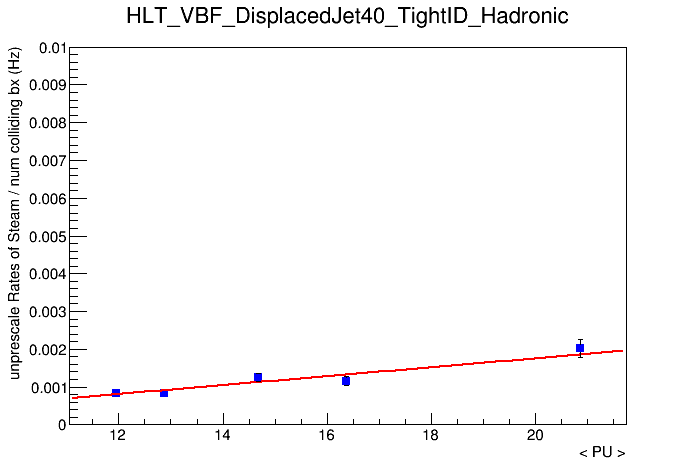 HLT_VBF_DisplacedJet40_TightID_Hadronic
unprescale Rates of Steam / num colliding bx (Hz)
0.01
0.009
0.008
0.007
0.006
0.005
0.004
0.003
0.002
0.001
0
12 14 16 18 20
< PU >